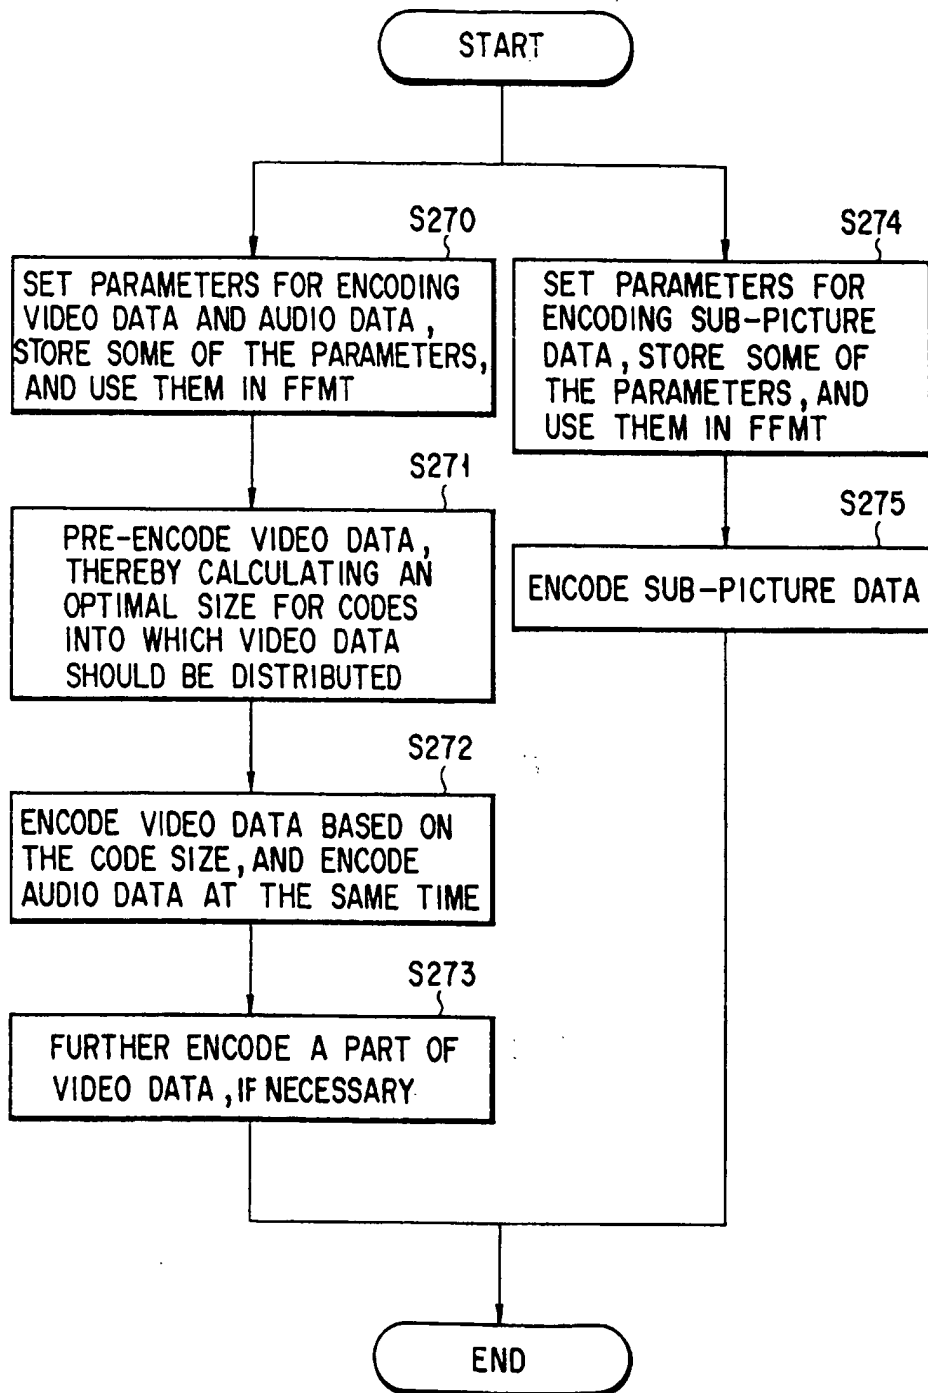 START
S270
SET PARAMETERS FOR ENCODING
VIDEO DATA AND AUDIO DATA,
STORE SOME OF THE PARAMETERS,
AND USE THEM IN FFMT
S271
PRE-ENCODE VIDEO DATA,
THEREBY CALCULATING AN
OPTIMAL SIZE FOR CODES
INTO WHICH VIDEO DATA
SHOULD BE DISTRIBUTED
S272
ENCODE VIDEO DATA BASED ON
THE CODE SIZE, AND ENCODE
AUDIO DATA AT THE SAME TIME
S273
FURTHER ENCODE A PART OF
VIDEO DATA, IF NECESSARY
S274
SET PARAMETERS FOR
ENCODING SUB-PICTURE
DATA, STORE SOME OF
THE PARAMETERS, AND
USE THEM IN FFMT
S275
ENCODE SUB-PICTURE DATA
END